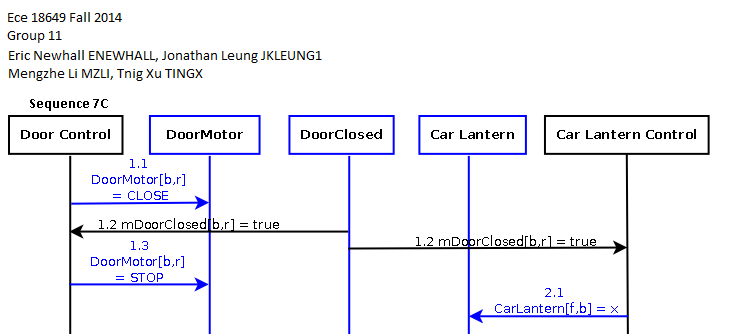 Ece 18649 Fall 2014
Group 11
Eric Newhall ENEWHALL, Jonathan Leung JKLEUNG1
Mengzhe Li MZLI, Tnig Xu TINGX
Sequence 7C
Door Control
DoorMotor
DoorClosed
Car Lantern
Car Lantern Control
1.1
DoorMotor[b,r]
= CLOSE
1.2 mDoorClosed[b,r] = true
1.2 mDoorClosed[b,r] = true
1.3
DoorMotor[b,r]
= STOP
2.1
CarLantern[f,b] = x